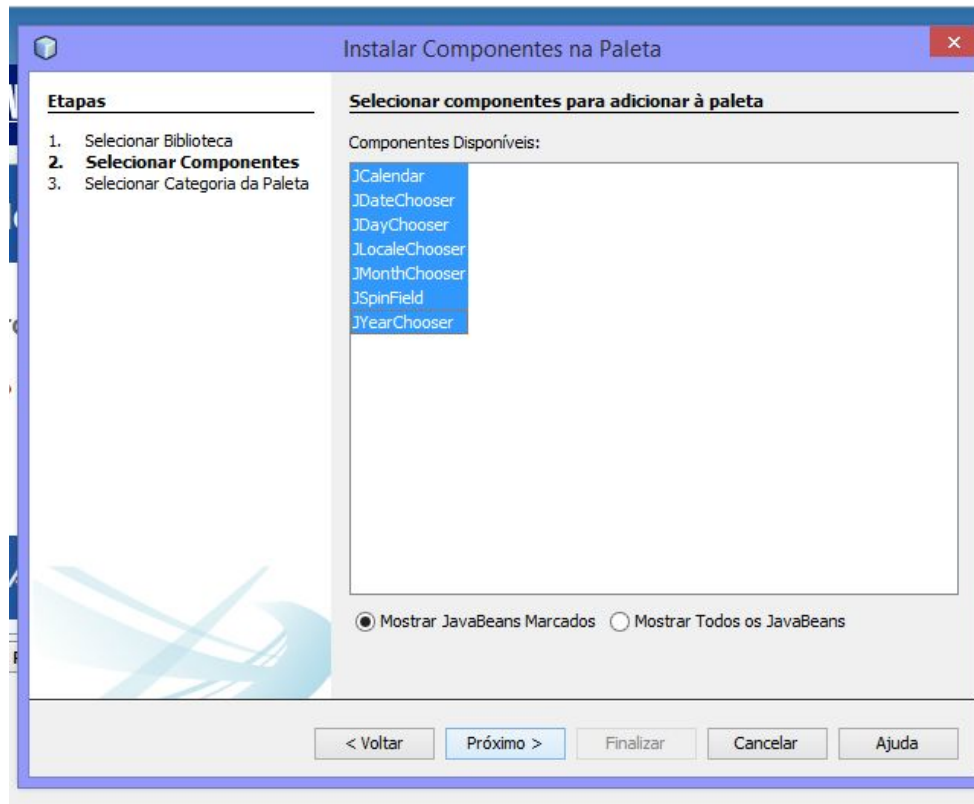 Instalar Componentes na Paleta
Etapas
1. Selecionar Biblioteca
2. Selecionar Componentes
3. Selecionar Categoria da Paleta
Selecionar componentes para adicionar à paleta
Componentes Disponíveis:
JCalendar
JDateChooser
JDayChooser
JLocaleChooser
JMonthChooser
JSpinField
JYearChooser
Mostrar JavaBeans Marcados Mostrar Todos os JavaBeans
< Voltar Próximo > Finalizar Cancelar Ajuda